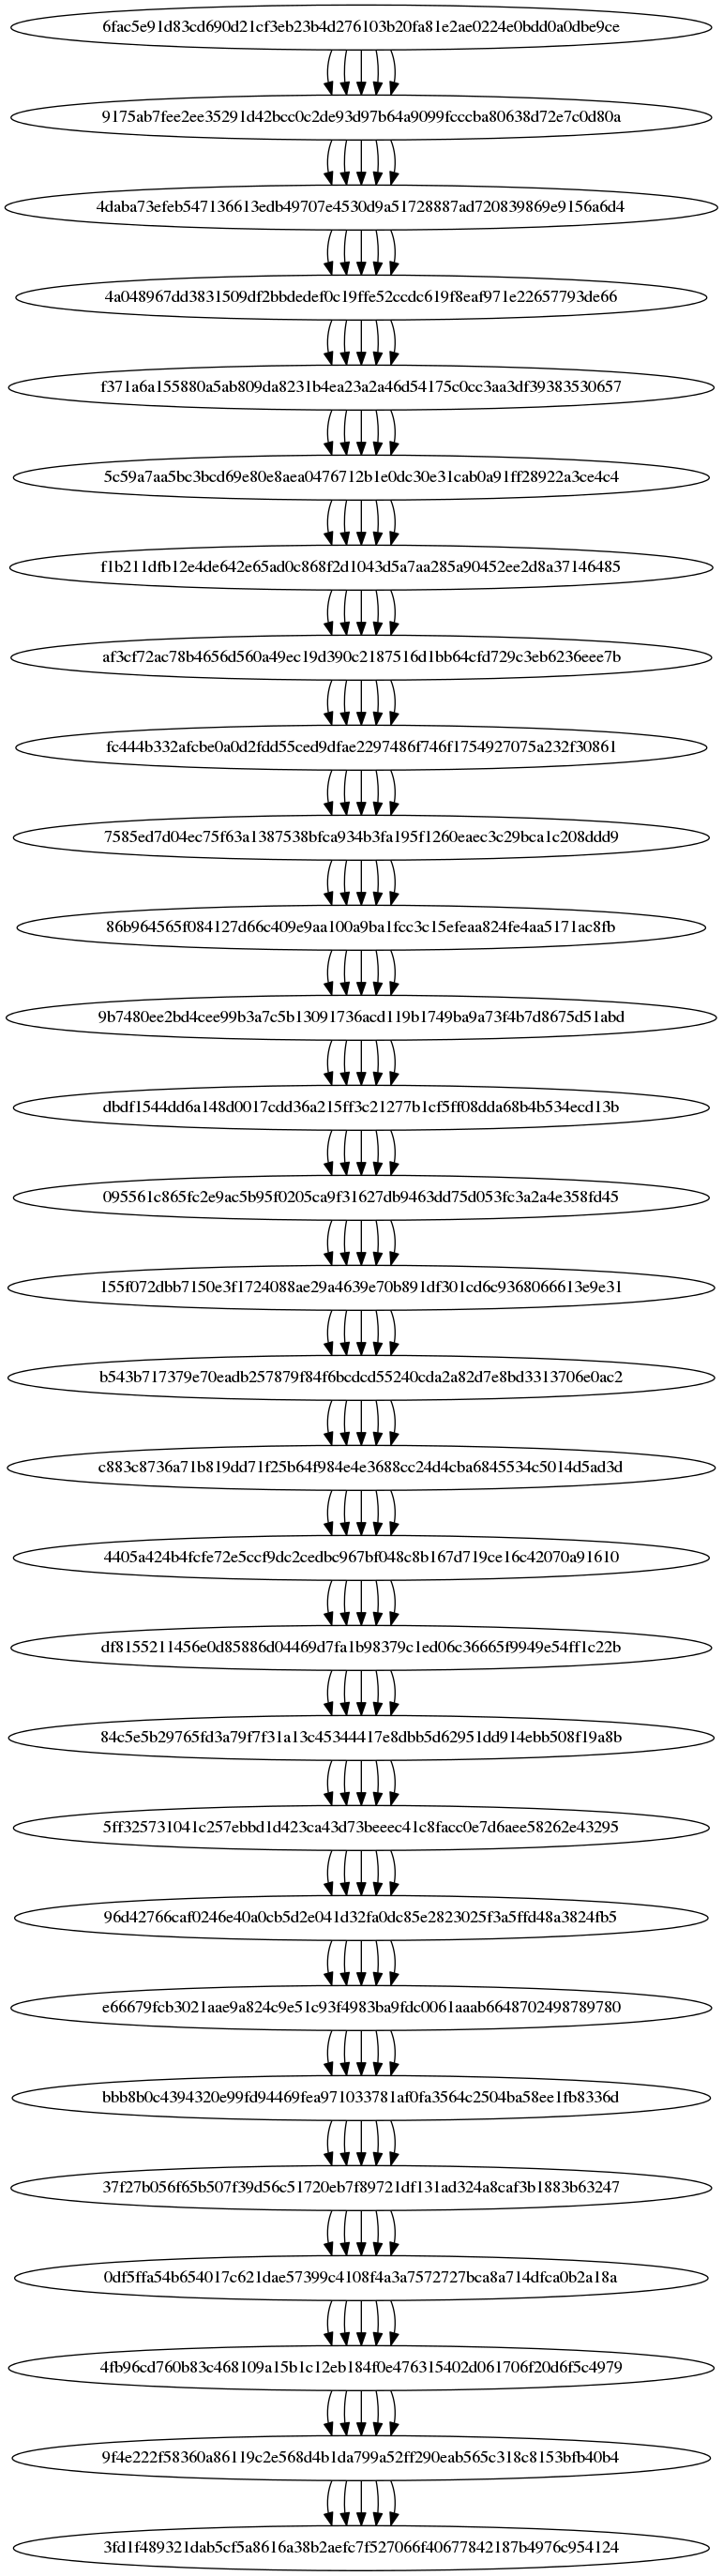 6fac5e91d83cd690d21cf3eb23b4d276103b20fa81e2ae0224e0bdd0a0dbe9ce
9175ab7fee2ee35291d42bcc0c2de93d97b64a9099fcccba80638d72e7c0d80a
4daba73efeb547136613edb49707e4530d9a51728887ad720839869e9156a6d4
4a048967dd3831509df2bbdedef0c19ffe52ccdc619f8eaf971e22657793de66
f371a6a155880a5ab809da8231b4ea23a2a46d54175c0cc3aa3df39383530657
5c59a7aa5bc3bcd69e80e8aea0476712b1e0dc30e31cab0a91ff28922a3ce4c4
f1b211dfb12e4de642e65ad0c868f2d1043d5a7aa285a90452ee2d8a37146485
af3cf72ac78b4656d560a49ec19d390c2187516d1bb64cfd729c3eb6236eee7b
fc444b332afcbe0a0d2fdd55ced9dfae2297486f746f1754927075a232f30861
7585ed7d04ec75f63a1387538bfca934b3fa195f1260eaec3c29bca1c208ddd9
86b964565f084127d66c409e9aa100a9ba1fcc3c15efeaa824fe4aa5171ac8fb
9b7480ee2bd4cee99b3a7c5b13091736acd119b1749ba9a73f4b7d8675d51abd
dbdf1544dd6a148d0017cdd36a215ff3c21277b1cf5ff08dda68b4b534ecd13b
095561c865fc2e9ac5b95f0205ca9f31627db9463dd75d053fc3a2a4e358fd45
155f072dbb7150e3f1724088ae29a4639e70b891df301cd6c9368066613e9e31
b543b717379e70eadb257879f84f6bcdcd55240cda2a82d7e8bd3313706e0ac2
c883c8736a71b819dd71f25b64f984e4e3688cc24d4cba6845534c5014d5ad3d
4405a424b4fcfe72e5ccf9dc2cedbc967bf048c8b167d719ce16c42070a91610
df8155211456e0d85886d04469d7fa1b98379c1ed06c36665f9949e54ff1c22b
84c5e5b29765fd3a79f7f31a13c45344417e8dbb5d62951dd914ebb508f19a8b
5ff325731041c257ebbd1d423ca43d73beeec41c8facc0e7d6aee58262e43295
96d42766caf0246e40a0cb5d2e041d32fa0dc85e2823025f3a5ffd48a3824fb5
e66679fcb3021aae9a824c9e51c93f4983ba9fdc0061aaab6648702498789780
bbb8b0c4394320e99fd94469fea971033781af0fa3564c2504ba58ee1fb8336d
37f27b056f65b507f39d56c51720eb7f89721df131ad324a8caf3b1883b63247
0df5ffa54b654017c621dae57399c4108f4a3a7572727bca8a714dfca0b2a18a
4fb96cd760b83c468109a15b1c12eb184f0e476315402d061706f20d6f5c4979
9f4e222f58360a86119c2e568d4b1da799a52ff290eab565c318c8153bfb40b4
3fd1f489321dab5cf5a8616a38b2aefc7f527066f40677842187b4976c954124